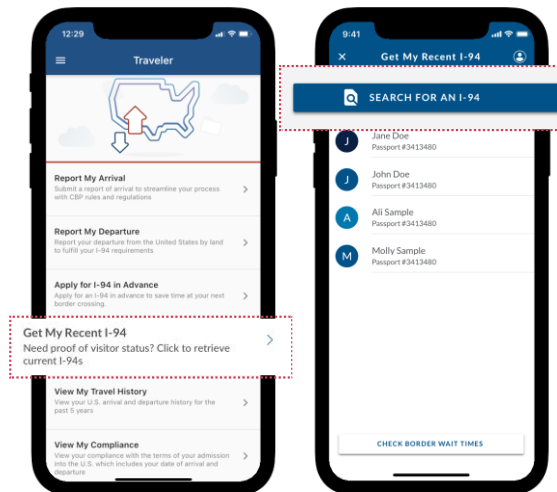 12:29
Traveler
Report My Arrival
Submit a report of arrival to streamline your process
with CBP rules and regulations
Report My Departure
Report your departure from the United States by land
to fulfill your I-94 requirements
Apply for I-94 in Advance
Apply for an I-94 in advance to save time at your next
border crossing.
Get My Recent I-94
Need proof of visitor status? Click to retrieve
current I-94s
View My Travel History
View your U.S. arrival and departure history for the
past 5 years
View My Compliance
View your compliance with the terms of your admission
into the U.S. which includes your date of arrival and
departure
9:41
Get My Recent I-94
SEARCH FOR AN I-94
J
Jane Doe
Passport #3413480
J
John Doe
Passport #3413480
A
Ali Sample
Passport #3413480
M
Molly Sample
Passport #3413480
CHECK BORDER WAIT TIMES